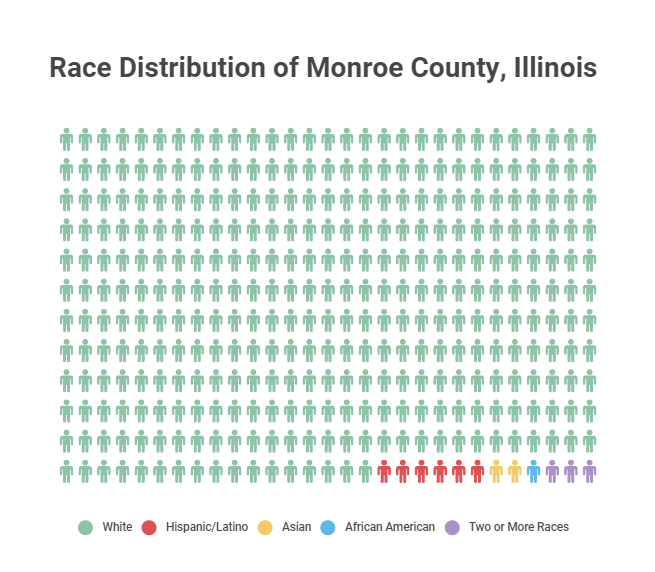 Race Distribution of Monroe County, Illinois
White Hispanic/Latino Asian African American Two or More Races